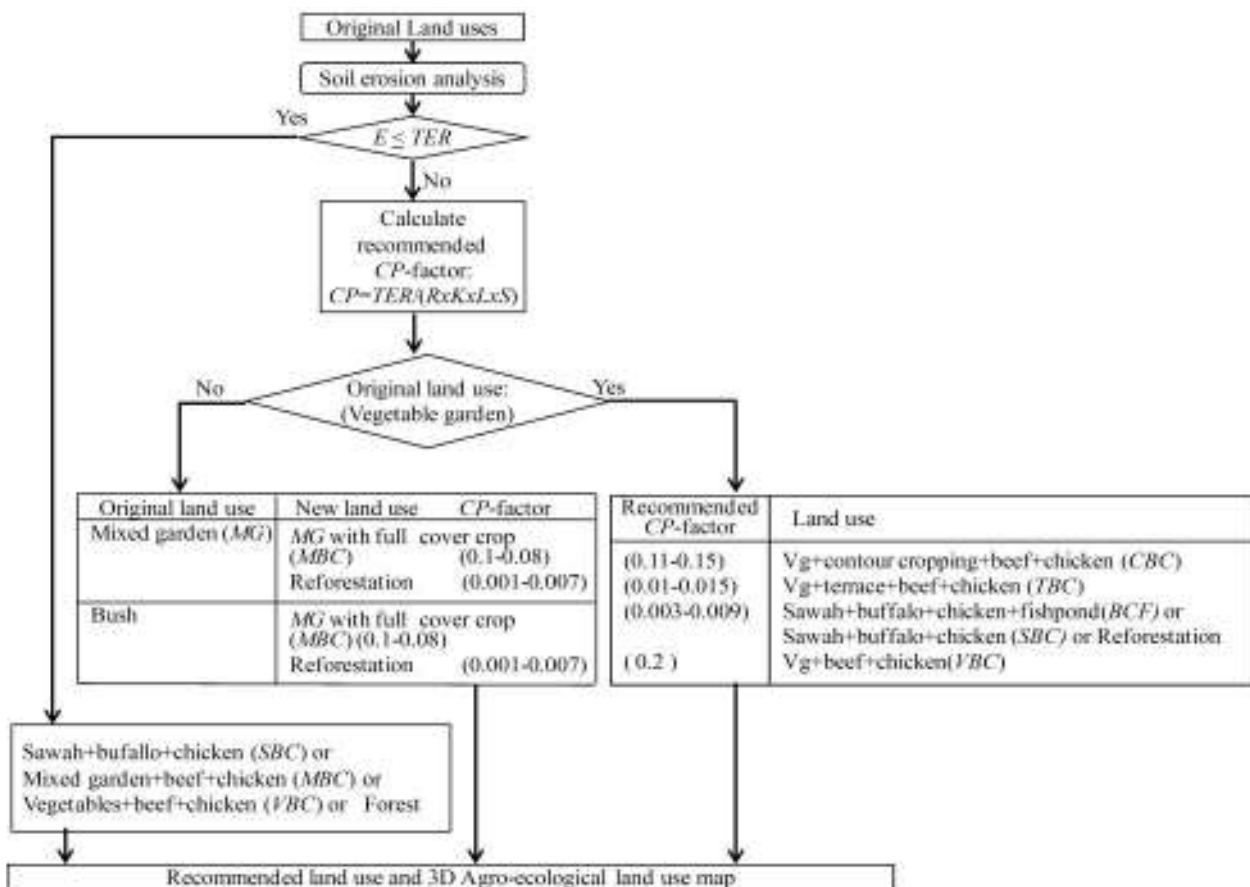 Original Land uses
Soil erosion analysis
Yes
E ≤ TER
No
Calculate
recommended
CP-factor:
CP=TER/(RxKxLxS)
No
Original land use:
(Vegetable garden)
Yes
Original land use New land use CP-factor
Mixed garden (MG) MG with full cover crop
(MBC) (0.1-0.08)
Reforestation (0.001-0.007)
Bush MG with full cover crop
(MBC) (0.1-0.08)
Reforestation (0.001-0.007)
Recommended
CP-factor Land use
(0.11-0.15) Vg+contour cropping+beef+chicken (CBC)
(0.01-0.015) Vg+terrace+beef+chicken (TBC)
(0.003-0.009) Sawah+buffalo+chicken+fishpond(BCF) or
Sawah+buffalo+chicken (SBC) or Reforestation
( 0.2 ) Vg+beef+chicken(VBC)
Sawah+bufallo+chicken (SBC) or
Mixed garden+beef+chicken (MBC) or
Vegetables+beef+chicken (VBC) or Forest
Recommended land use and 3D Agro-ecological land use map